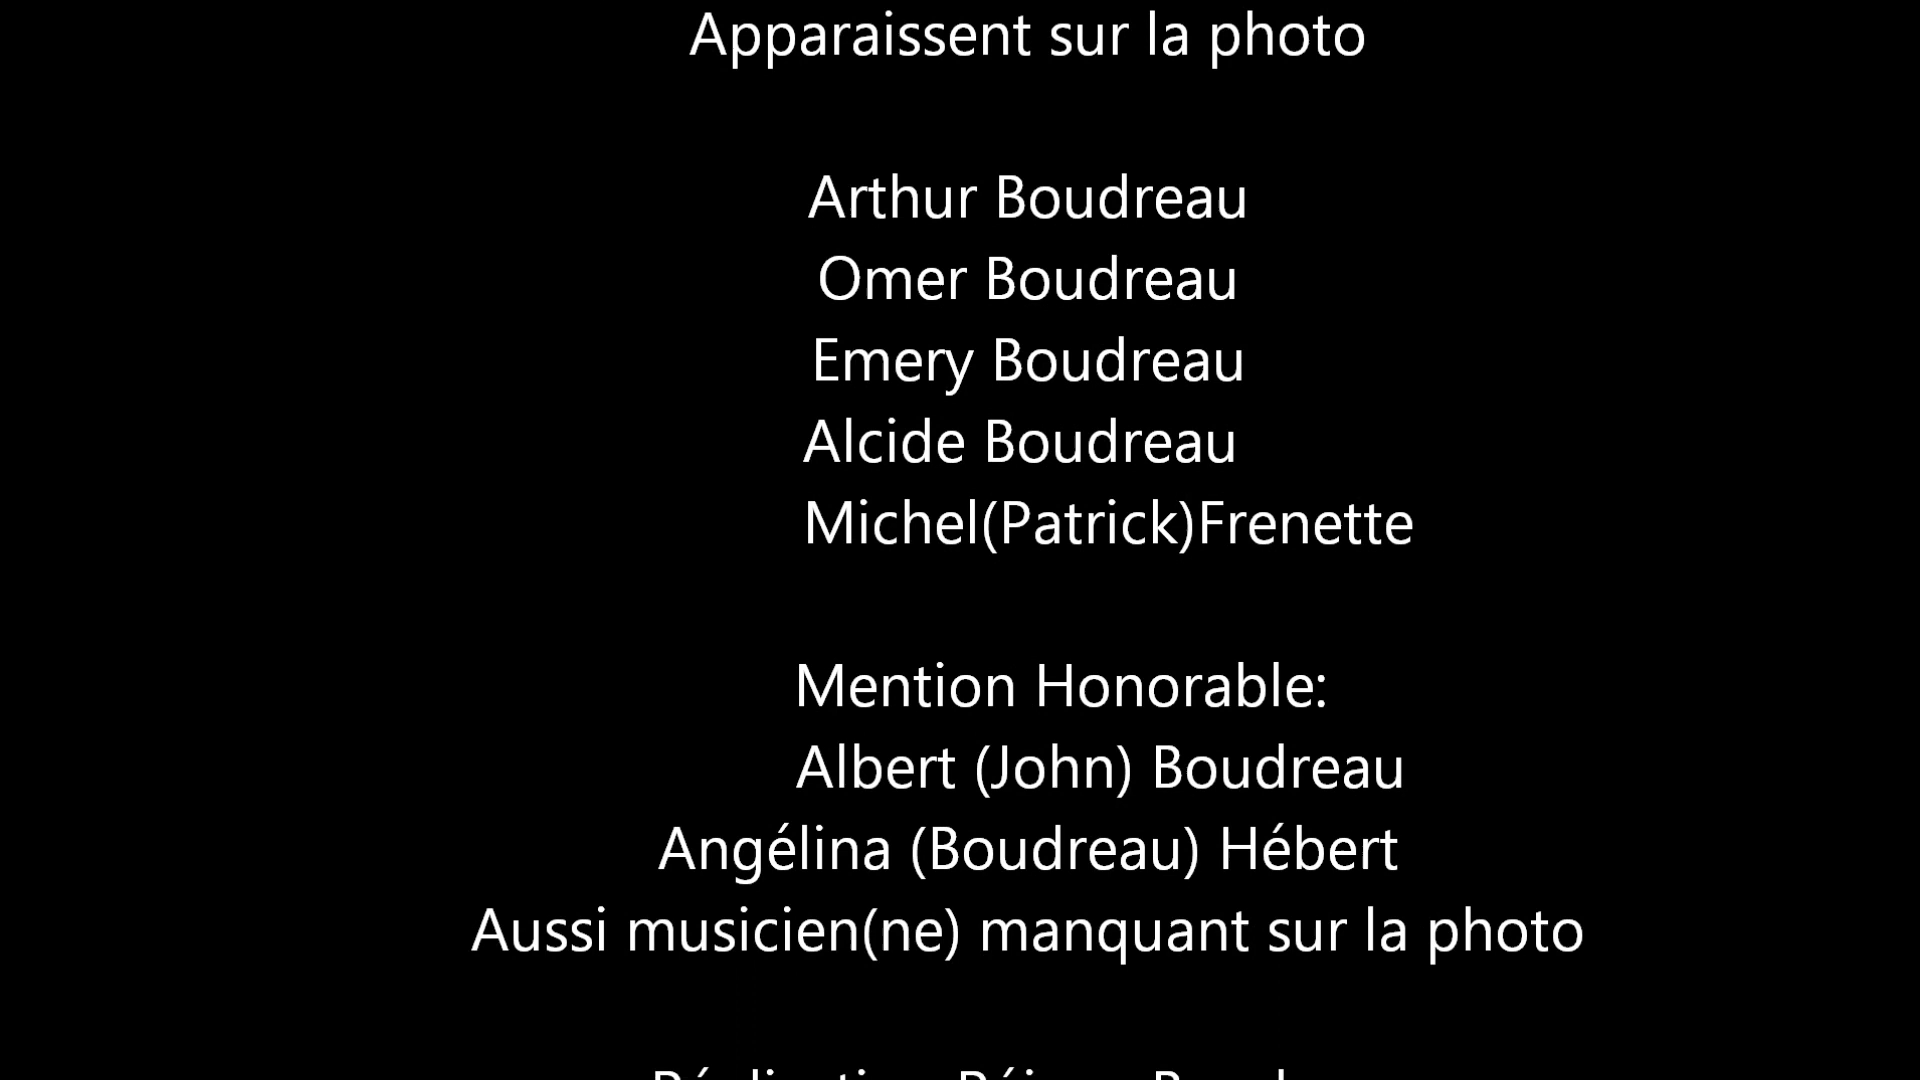 Apparaissent sur la photo
Arthur Boudreau
Omer Boudreau
Emery Boudreau
Alcide Boudreau
Michel(Patrick)Frenette
Mention Honorable:
Albert (John) Boudreau
Angélina (Boudreau) Hébert
Aussi musicien(ne) manquant sur la photo